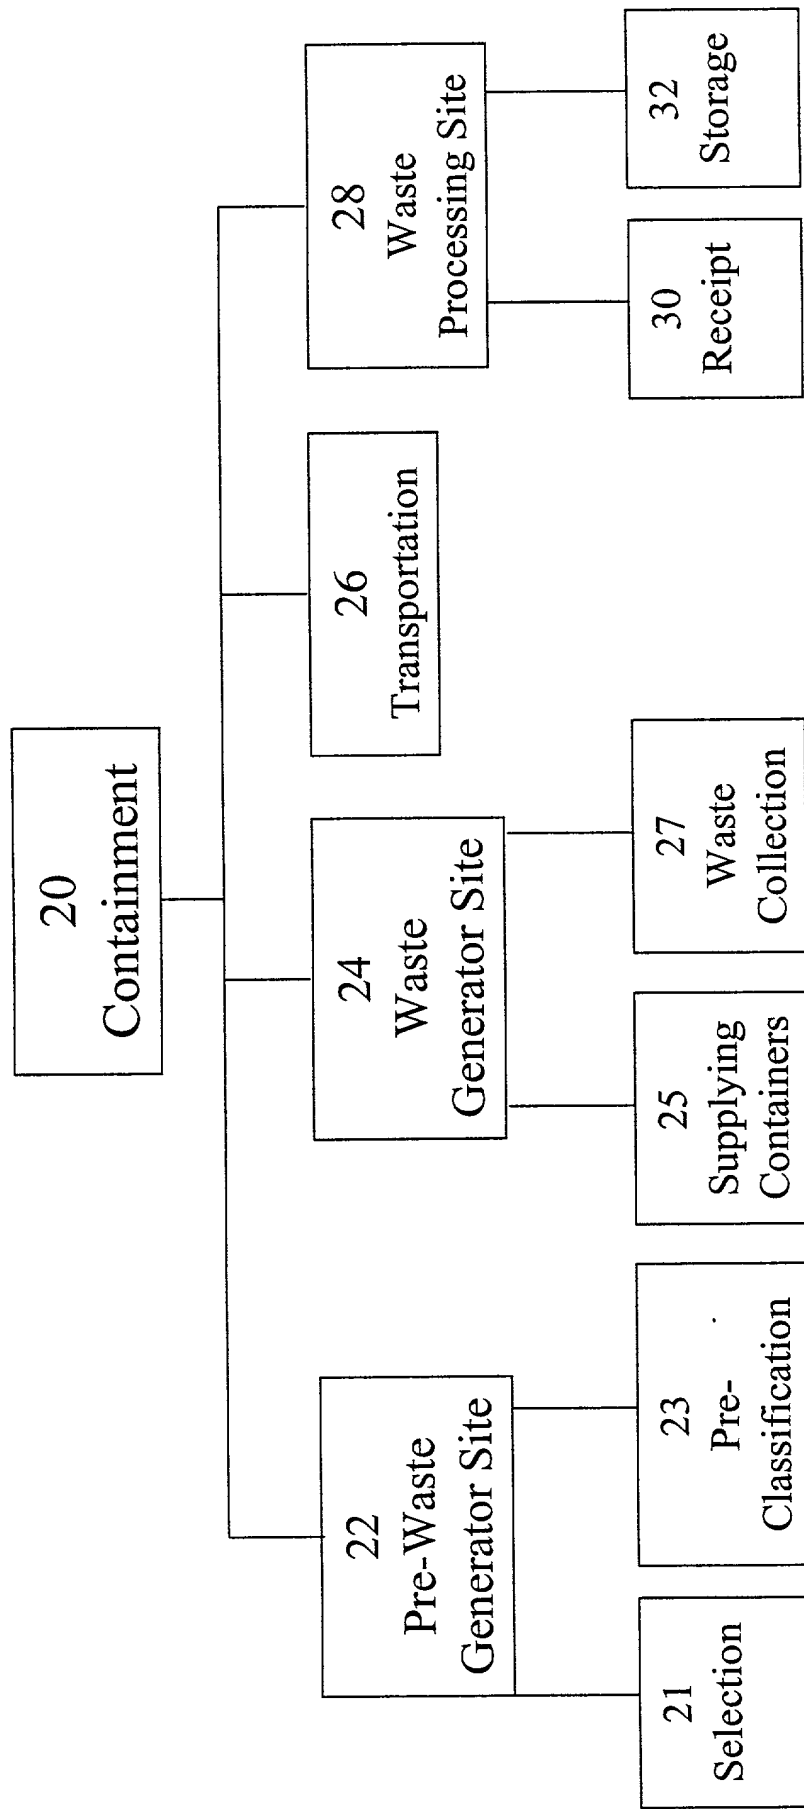 20
Containment
22
Pre-Waste
Generator Site
24
Waste
Generator Site
26
Transportation
28
Waste
Processing Site
21
Selection
23
Pre-
Classification
25
Supplying
Containers
27
Waste
Collection
30
Receipt
32
Storage